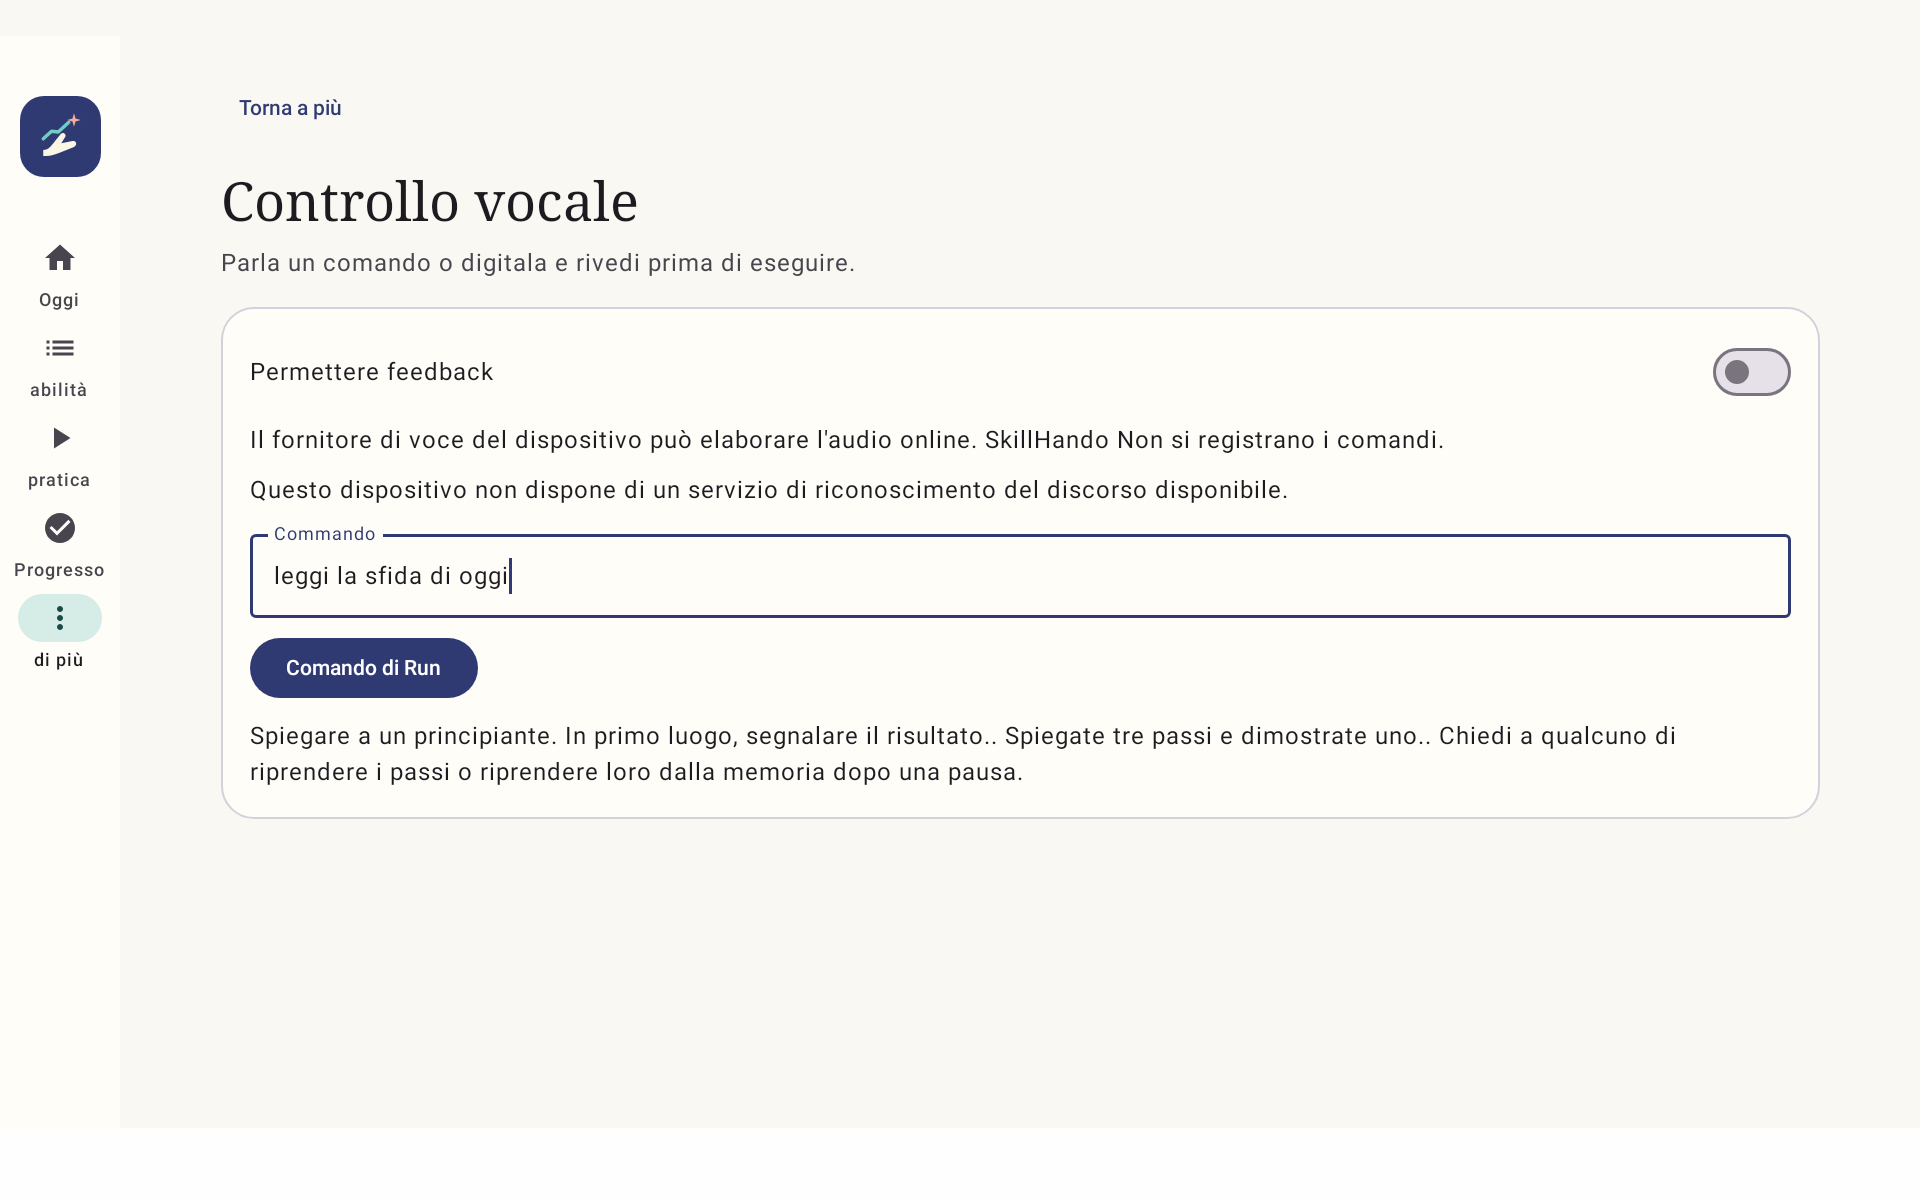 Torna a più
Controllo vocale
Parla un comando o digitala e rivedi prima di eseguire.
Oggi
abilità
pratica
Progresso
di più
Permettere feedback
Il fornitore di voce del dispositivo può elaborare l'audio online. SkillHando Non si registrano i comandi.
Questo dispositivo non dispone di un servizio di riconoscimento del discorso disponibile.
Commando
leggi la sfida di oggi
Comando di Run
Spiegare a un principiante. In primo luogo, segnalare il risultato.. Spiegate tre passi e dimostrate uno.. Chiedi a qualcuno di
riprendere i passi o riprendere loro dalla memoria dopo una pausa.